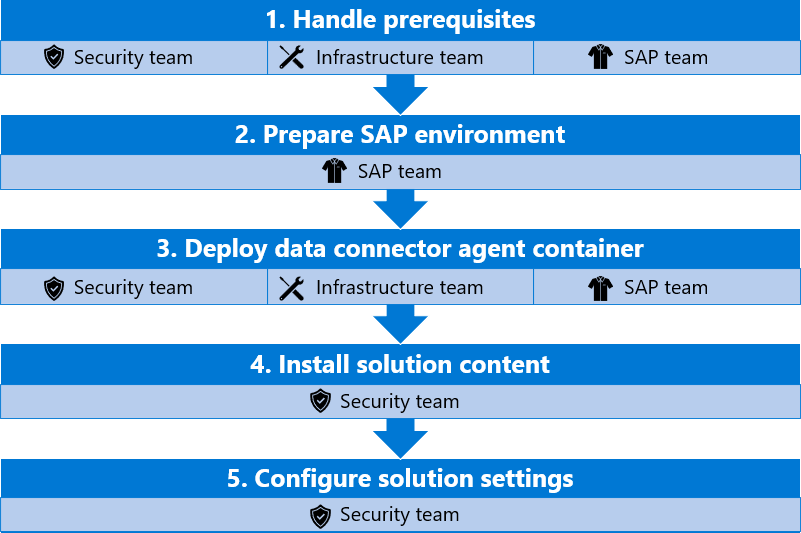 1. Handle prerequisites
Security team Infrastructure team SAP team
2. Prepare SAP environment
SAP team
3. Deploy data connector agent container
Security team Infrastructure team SAP team
4. Install solution content
Security team
5. Configure solution settings
Security team